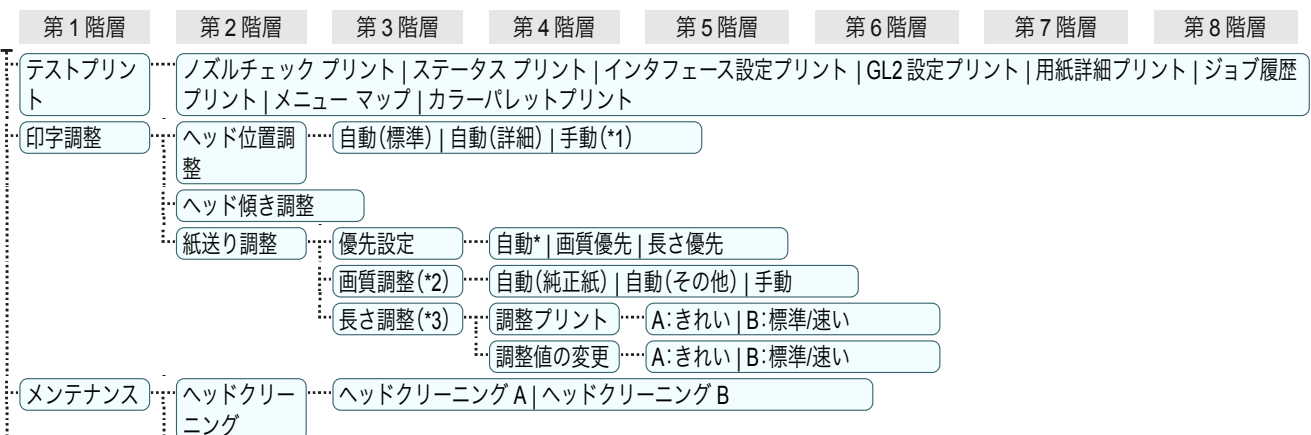 第1階層 第2階層 第3階層 第4階層 第5階層 第6階層 第7階層 第8階層
テストプリン
ト
ノズルチェック プリント | ステータス プリント | インタフェース設定プリント | GL2 設定プリント | 用紙詳細プリント | ジョブ履歴
プリント | メニュー マップ | カラーパレットプリント
印字調整
ヘッド位置調
整
自動(標準) | 自動(詳細) | 手動(*1)
ヘッド傾き調整
紙送り調整
優先設定
自動* | 画質優先 | 長さ優先
画質調整(*2)
自動(純正紙) | 自動(その他) | 手動
長さ調整(*3)
調整プリント
A:きれい | B:標準/速い
調整値の変更
A:きれい | B:標準/速い
メンテナンス
ヘッドクリー
ニング
ヘッドクリーニング A | ヘッドクリーニング B